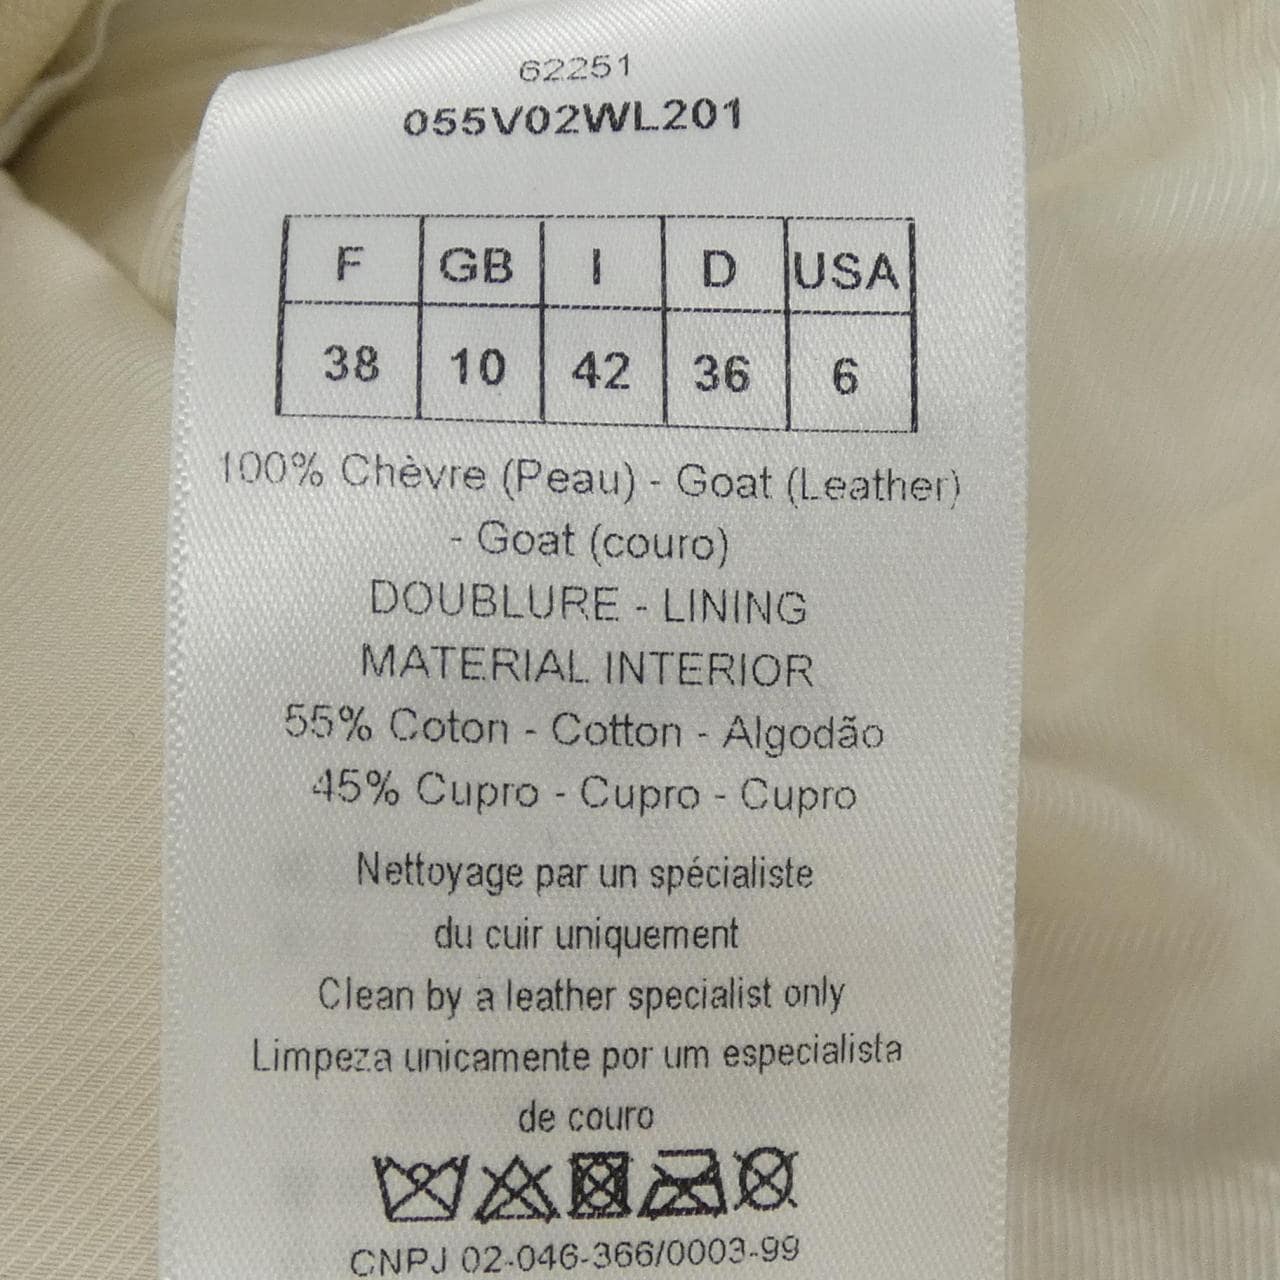 62251
055V02WL201
F GB I D USA
38 10 42 36 6
100% Chèvre (Peau) - Goat (Leather)
- Goat (couro)
DOUBLURE - LINING
MATERIAL INTERIOR
55% Coton - Cotton - Algodão
45% Cupro - Cupro - Cupro
Nettoyage par un spécialiste
du cuir uniquement
Clean by a leather specialist only
Limpeza unicamente por um especialista
de couro
CNPJ 02-046-366/0003-99